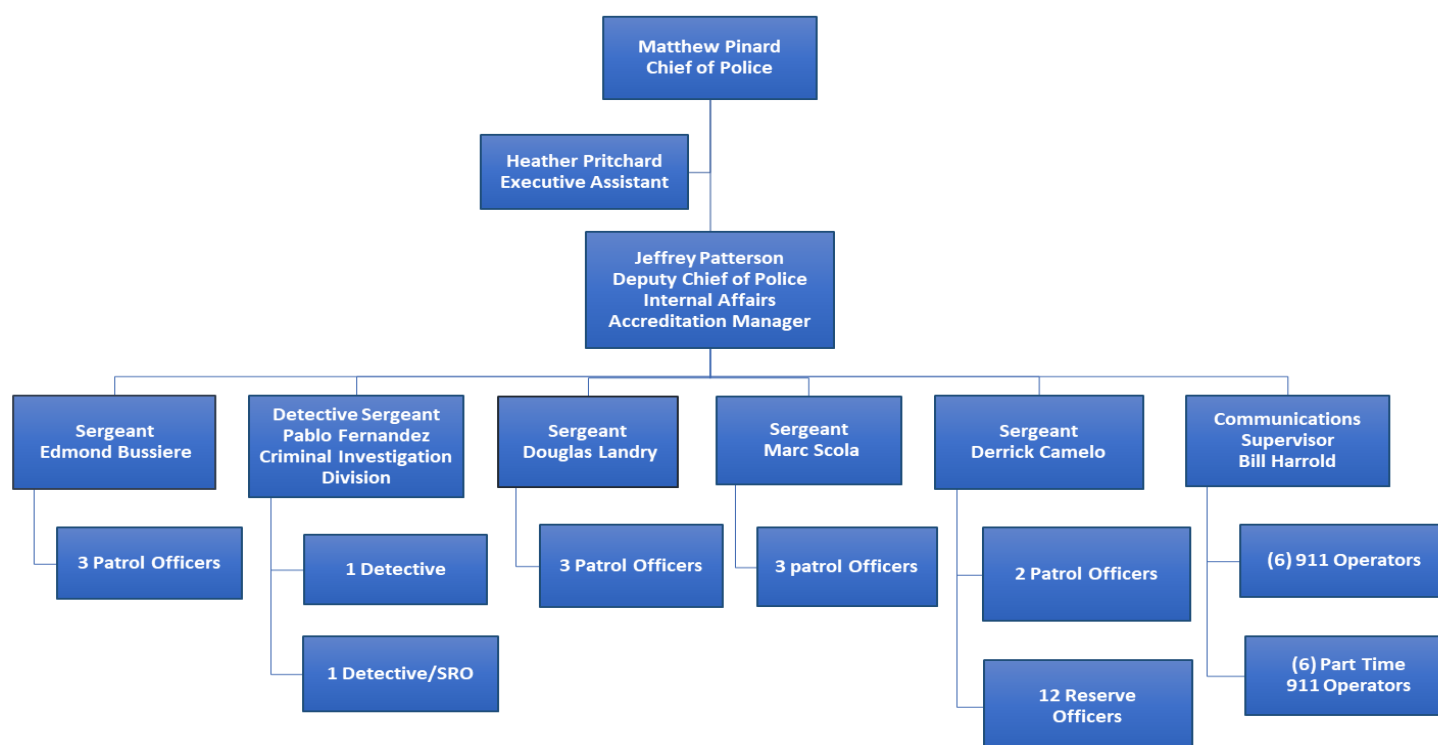 Matthew Pinard
Chief of Police
Heather Pritchard
Executive Assistant
Jeffrey Patterson
Deputy Chief of Police
Internal Affairs
Accreditation Manager
Sergeant
Edmond Bussiere
Detective Sergeant
Pablo Fernandez
Criminal Investigation
Division
Sergeant
Douglas Landry
Sergeant
Marc Scola
Sergeant
Derrick Camelo
Communications
Supervisor
Bill Harrold
3 Patrol Officers
1 Detective
1 Detective/SRO
3 Patrol Officers
3 patrol Officers
2 Patrol Officers
12 Reserve
Officers
(6) 911 Operators
(6) Part Time
911 Operators